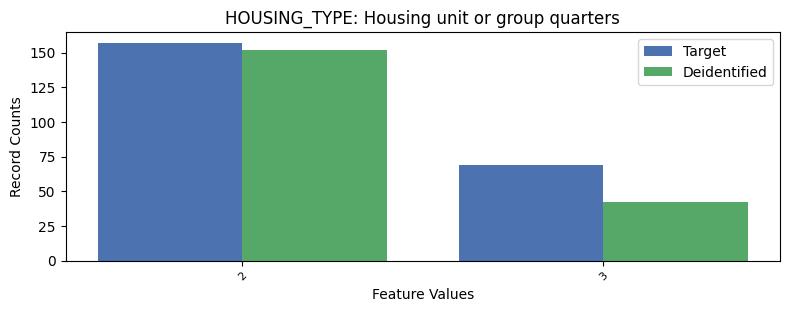 HOUSING_TYPE: Housing unit or group quarters
Record Counts
150
125
100
75
50
25
0
Target
Deidentified
2
3
Feature Values